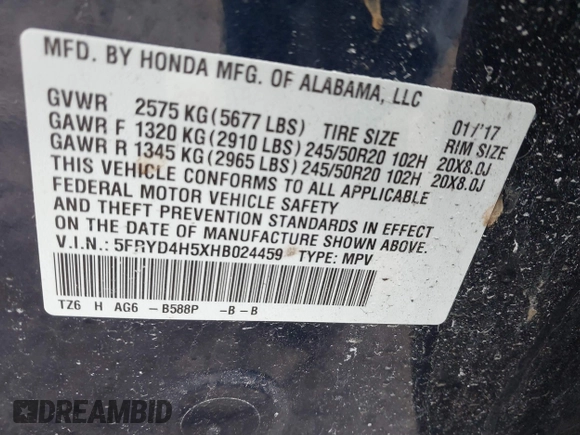 MFD. BY HONDA MFG. OF ALABAMA, LLC
GVWR 2575 KG(5677 LBS) TIRE SIZE 01/'17 RIM SIZE
GAWR F 1320 KG(2910 LBS)245/50R20 102H 20X8.0J
GAWR R 1345 KG(2965 LBS)245/50R20 102H 20X8.0J
THIS VEHICLE CONFORMS TO ALL APPLICABLE
FEDERAL MOTOR VEHICLE SAFETY
AND THEFT PREVENTION STANDARDS IN EFFECT
ON THE DATE OF MANUFACTURE SHOWN ABOVE.
V.I.N.: 5FRYD4H5XHB024459 TYPE: MPV
TZ6 H AG6 -B588P -B-B
DREAMBID